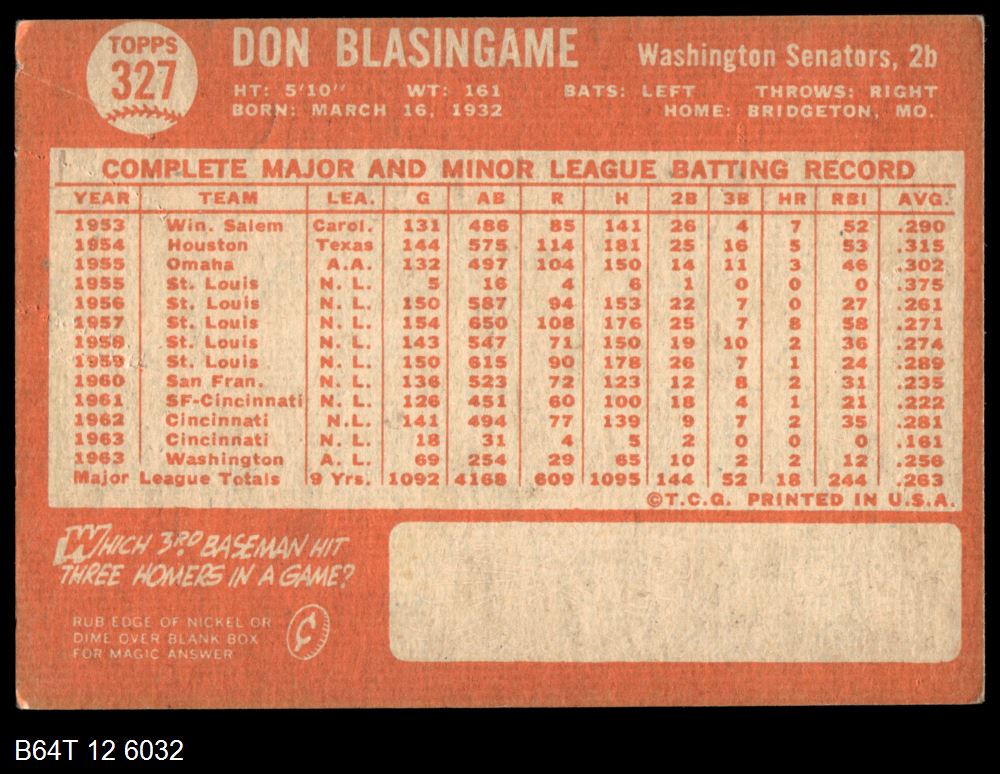 TOPPS
327
DON BLASINGAME
Washington Senators, 2b
HT: 5'10" WT: 161 BATS: LEFT THROWS: RIGHT
BORN: MARCH 16, 1932 HOME: BRIDGETON, MO.
COMPLETE MAJOR AND MINOR LEAGUE BATTING RECORD
YEAR TEAM LEA. G AB R H 2B 3B HR RBI AVG.
1953 Win. Salem Carol. 131 486 85 141 26 4 7 52 .290
1954 Houston Texas 144 575 114 181 25 16 5 53 .315
1955 Omaha A.A. 132 497 104 150 14 11 3 46 .302
1955 St. Louis N. L. 5 16 4 6 1 0 0 0 .375
1956 St. Louis N. L. 150 587 94 153 22 7 0 27 .261
1957 St. Louis N. L. 154 650 108 176 25 7 8 58 .271
1958 St. Louis N. L. 143 547 71 150 19 10 2 36 .274
1959 St. Louis N. L. 150 615 90 178 26 7 1 24 .289
1960 San Fran. N. L. 136 523 72 123 12 8 2 31 .235
1961 SF-Cincinnati N. L. 126 451 60 100 18 4 1 21 .222
1962 Cincinnati N.L. 141 494 77 139 9 7 2 35 .281
1963 Cincinnati N. L. 18 31 4 5 2 0 0 0 .161
1963 Washington A. L. 69 254 29 65 10 2 2 12 .256
Major League Totals 9 Yrs. 1092 4168 609 1095 144 52 18 244 .263
©T.C.G. PRINTED IN U.S.A.
WHICH 3RD BASEMAN HIT
THREE HOMERS IN A GAME?
RUB EDGE OF NICKEL OR
DIME OVER BLANK BOX
FOR MAGIC ANSWER
¢
B64T 12 6032